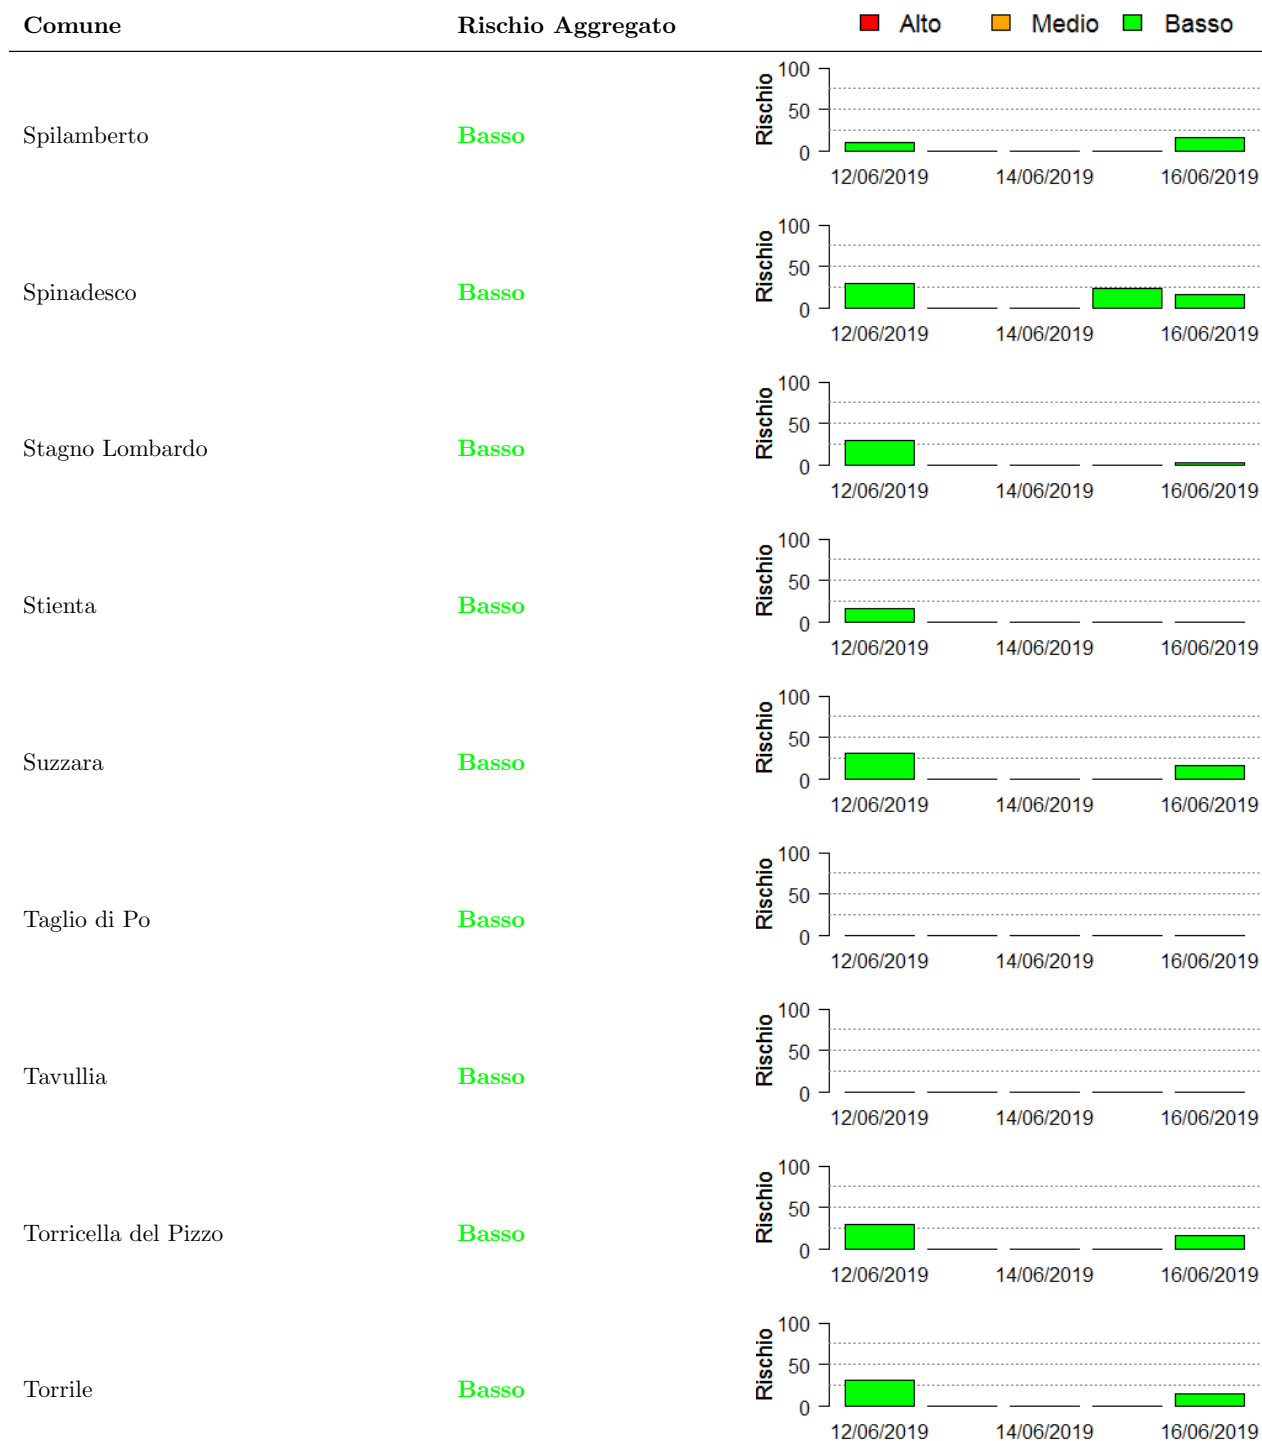 Comune Rischio Aggregato Alto Medio Basso
100
50
0
Rischio
Spilamberto Basso
12/06/2019 14/06/2019 16/06/2019
100
50
0
Rischio
Spinadesco Basso
12/06/2019 14/06/2019 16/06/2019
100
50
0
Rischio
Stagno Lombardo Basso
12/06/2019 14/06/2019 16/06/2019
100
50
0
Rischio
Stienta Basso
12/06/2019 14/06/2019 16/06/2019
100
50
0
Rischio
Suzzara Basso
12/06/2019 14/06/2019 16/06/2019
100
50
0
Rischio
Taglio di Po Basso
12/06/2019 14/06/2019 16/06/2019
100
50
0
Rischio
Tavullia Basso
12/06/2019 14/06/2019 16/06/2019
100
50
0
Rischio
Torricella del Pizzo Basso
12/06/2019 14/06/2019 16/06/2019
100
50
0
Rischio
Torrile Basso
12/06/2019 14/06/2019 16/06/2019